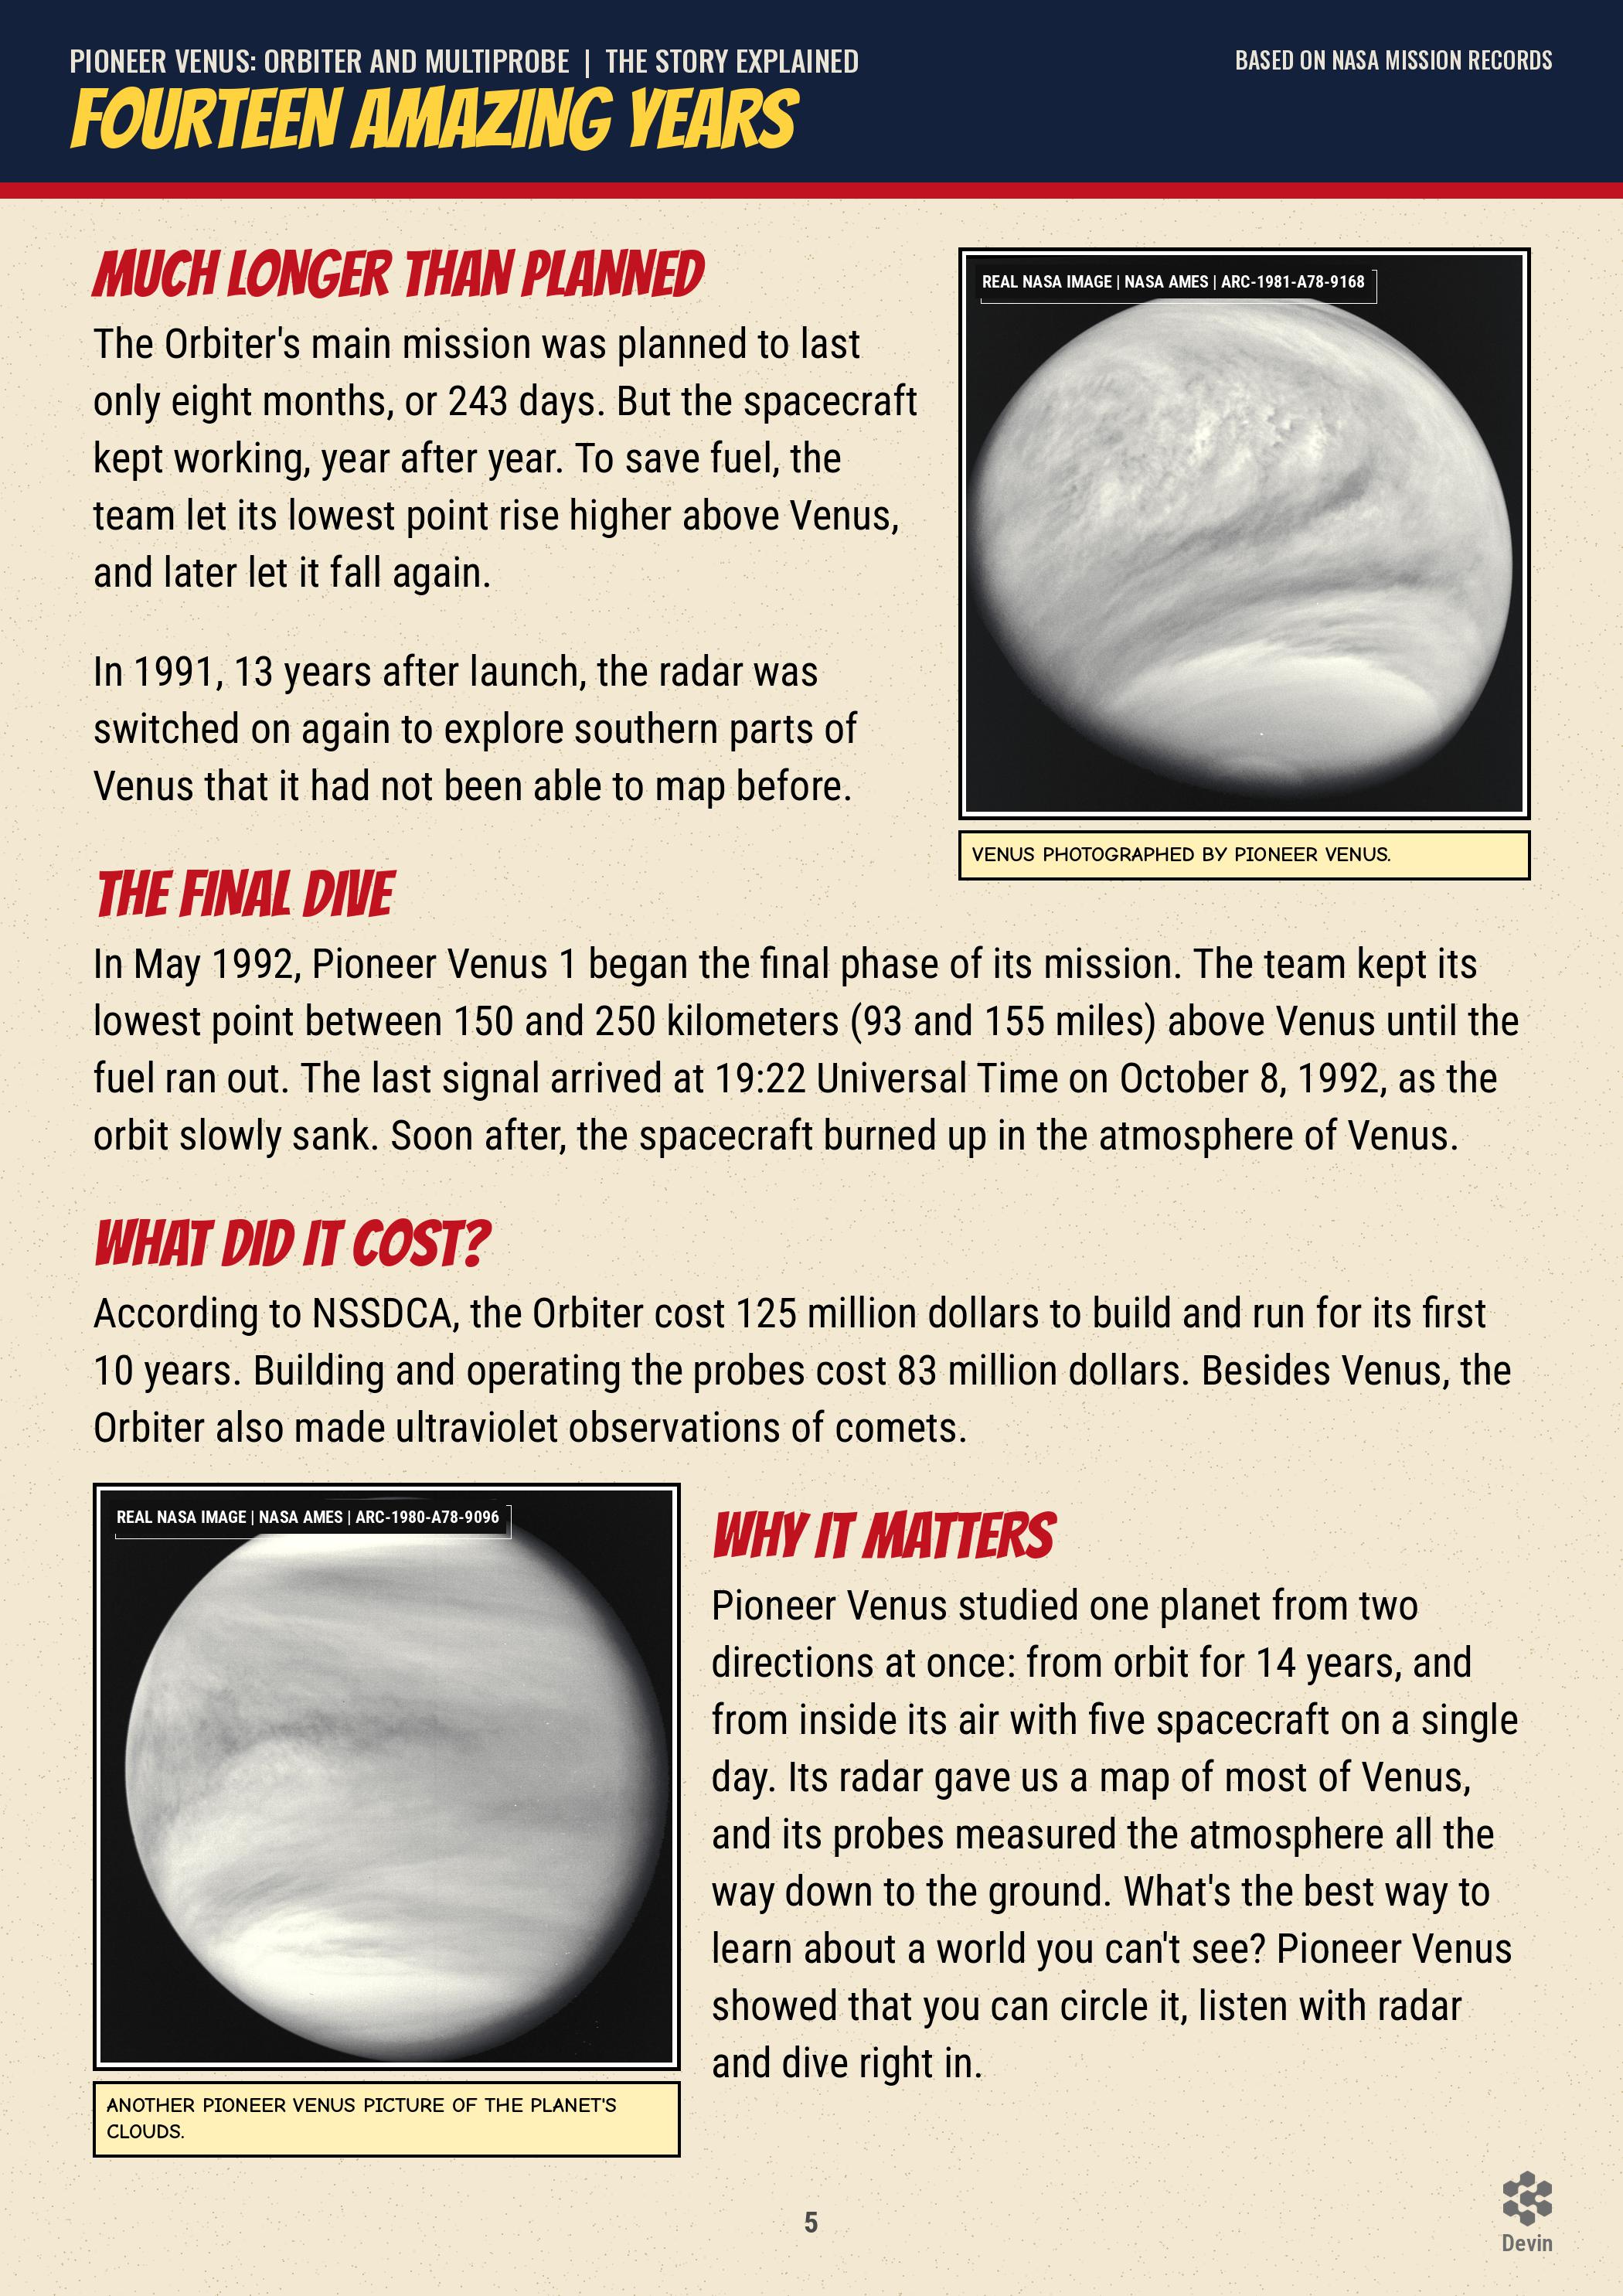 PIONEER VENUS: ORBITER AND MULTIPROBE | THE STORY EXPLAINED
BASED ON NASA MISSION RECORDS
FOURTEEN AMAZING YEARS
MUCH LONGER THAN PLANNED
The Orbiter's main mission was planned to last
only eight months, or 243 days. But the spacecraft
kept working, year after year. To save fuel, the
team let its lowest point rise higher above Venus,
and later let it fall again.
In 1991, 13 years after launch, the radar was
switched on again to explore southern parts of
Venus that it had not been able to map before.
REAL NASA IMAGE | NASA AMES | ARC-1981-A78-9168
VENUS PHOTOGRAPHED BY PIONEER VENUS.
THE FINAL DIVE
In May 1992, Pioneer Venus 1 began the final phase of its mission. The team kept its
lowest point between 150 and 250 kilometers (93 and 155 miles) above Venus until the
fuel ran out. The last signal arrived at 19:22 Universal Time on October 8, 1992, as the
orbit slowly sank. Soon after, the spacecraft burned up in the atmosphere of Venus.
WHAT DID IT COST?
According to NSSDCA, the Orbiter cost 125 million dollars to build and run for its first
10 years. Building and operating the probes cost 83 million dollars. Besides Venus, the
Orbiter also made ultraviolet observations of comets.
REAL NASA IMAGE | NASA AMES | ARC-1980-A78-9096
ANOTHER PIONEER VENUS PICTURE OF THE PLANET'S
CLOUDS.
WHY IT MATTERS
Pioneer Venus studied one planet from two
directions at once: from orbit for 14 years, and
from inside its air with five spacecraft on a single
day. Its radar gave us a map of most of Venus,
and its probes measured the atmosphere all the
way down to the ground. What's the best way to
learn about a world you can't see? Pioneer Venus
showed that you can circle it, listen with radar
and dive right in.
5
Devin